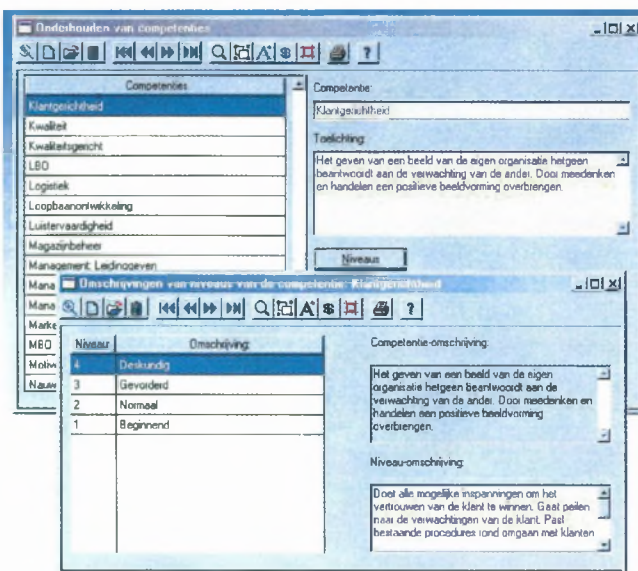 Onderhouden van competenties
Competenties
Klantgerichtheid
Kwaliteit
Kwaliteitsgericht
LBO
Logistiek
Loopbaanontwikkeling
Luistervaardigheid
Magazijnbeheer
Management: Leidinggeven
Mana
Mana
Marke
MBO
Motiva
Nauw
Competentie:
Klantgerichtheid
Toelichting:
Het geven van een beeld van de eigen organisatie hetgeen
beantwoordt aan de verwachting van de ander. Door meedenken
en handelen een positieve beeldvorming overbrengen.
Niveaus
Omschrijvingen van niveaus van de competentie: Klantgerichtheid
Niveau Omschrijving:
4 Deskundig
3 Gevorderd
2 Normaal
1 Beginnend
Competentie-omschrijving:
Het geven van een beeld van de eigen
organisatie hetgeen beantwoordt aan de
verwachting van de ander. Door meedenken en
handelen een positieve beeldvorming
overbrengen.
Niveau-omschrijving:
Doet alle mogelijke inspanningen om het
vertrouwen van de klant te winnen. Gaat peilen
naar de verwachtingen van de klant. Past
bestaande procedures rond omgaan met klanten